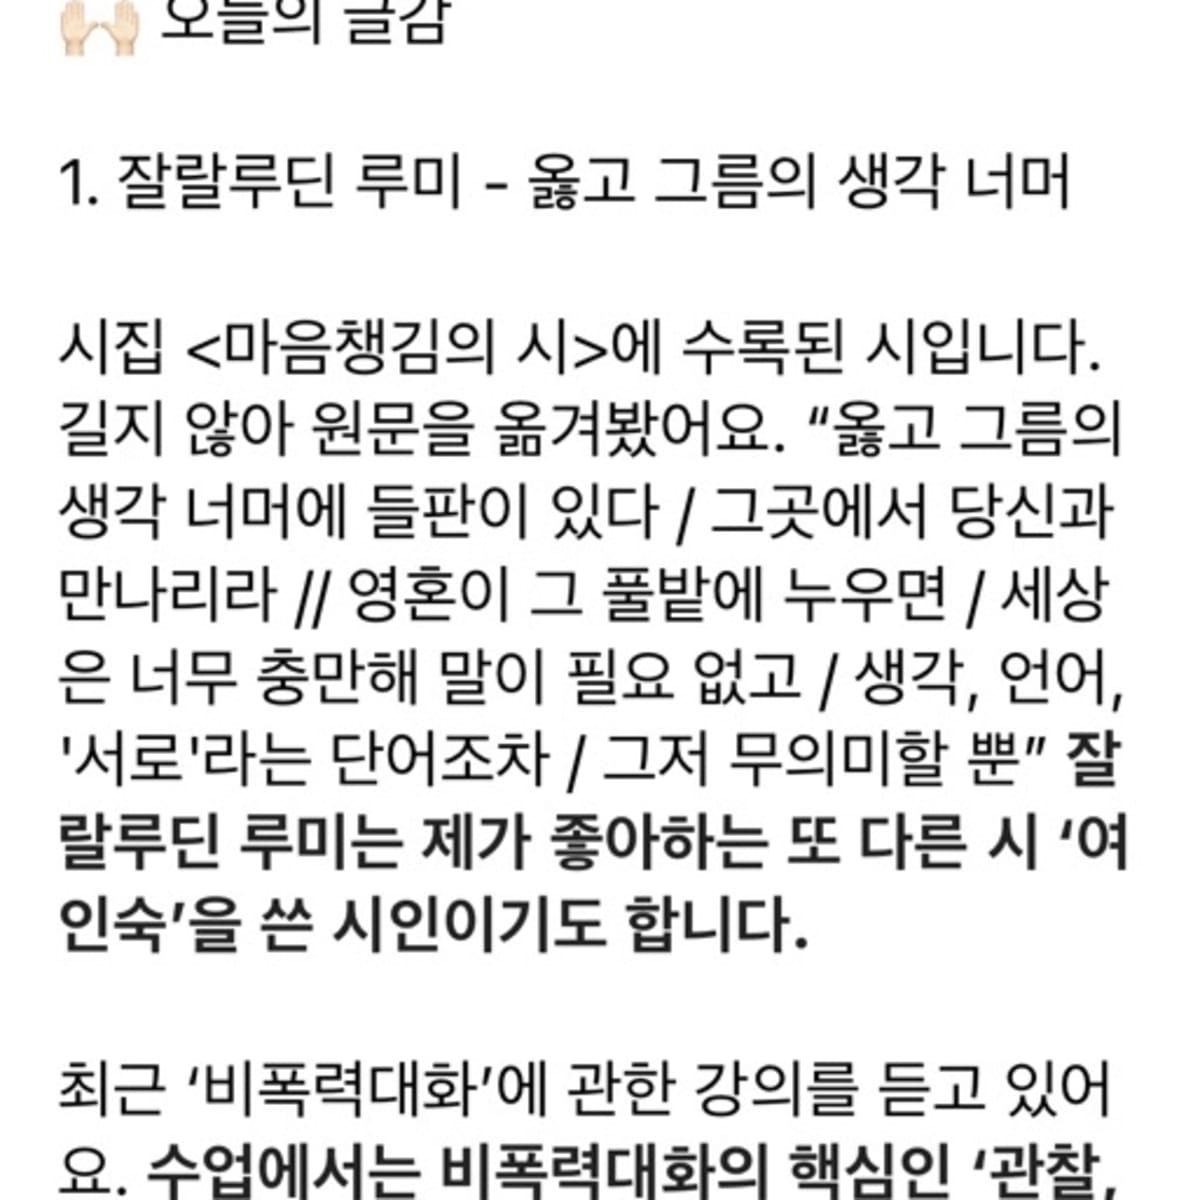 🙌🏻 오늘의 글감
1. 잘랄루딘 루미 - 옳고 그름의 생각 너머
시집 <마음챙김의 시>에 수록된 시입니다.
길지 않아 원문을 옮겨봤어요. “옳고 그름의
생각 너머에 들판이 있다 / 그곳에서 당신과
만나리라 // 영혼이 그 풀밭에 누우면 / 세상
은 너무 충만해 말이 필요 없고 / 생각, 언어,
'서로'라는 단어조차 / 그저 무의미할 뿐” 잘
랄루딘 루미는 제가 좋아하는 또 다른 시 ‘여
인숙’을 쓴 시인이기도 합니다.
최근 ‘비폭력대화’에 관한 강의를 듣고 있어
요. 수업에서는 비폭력대화의 핵심인 ‘관찰,